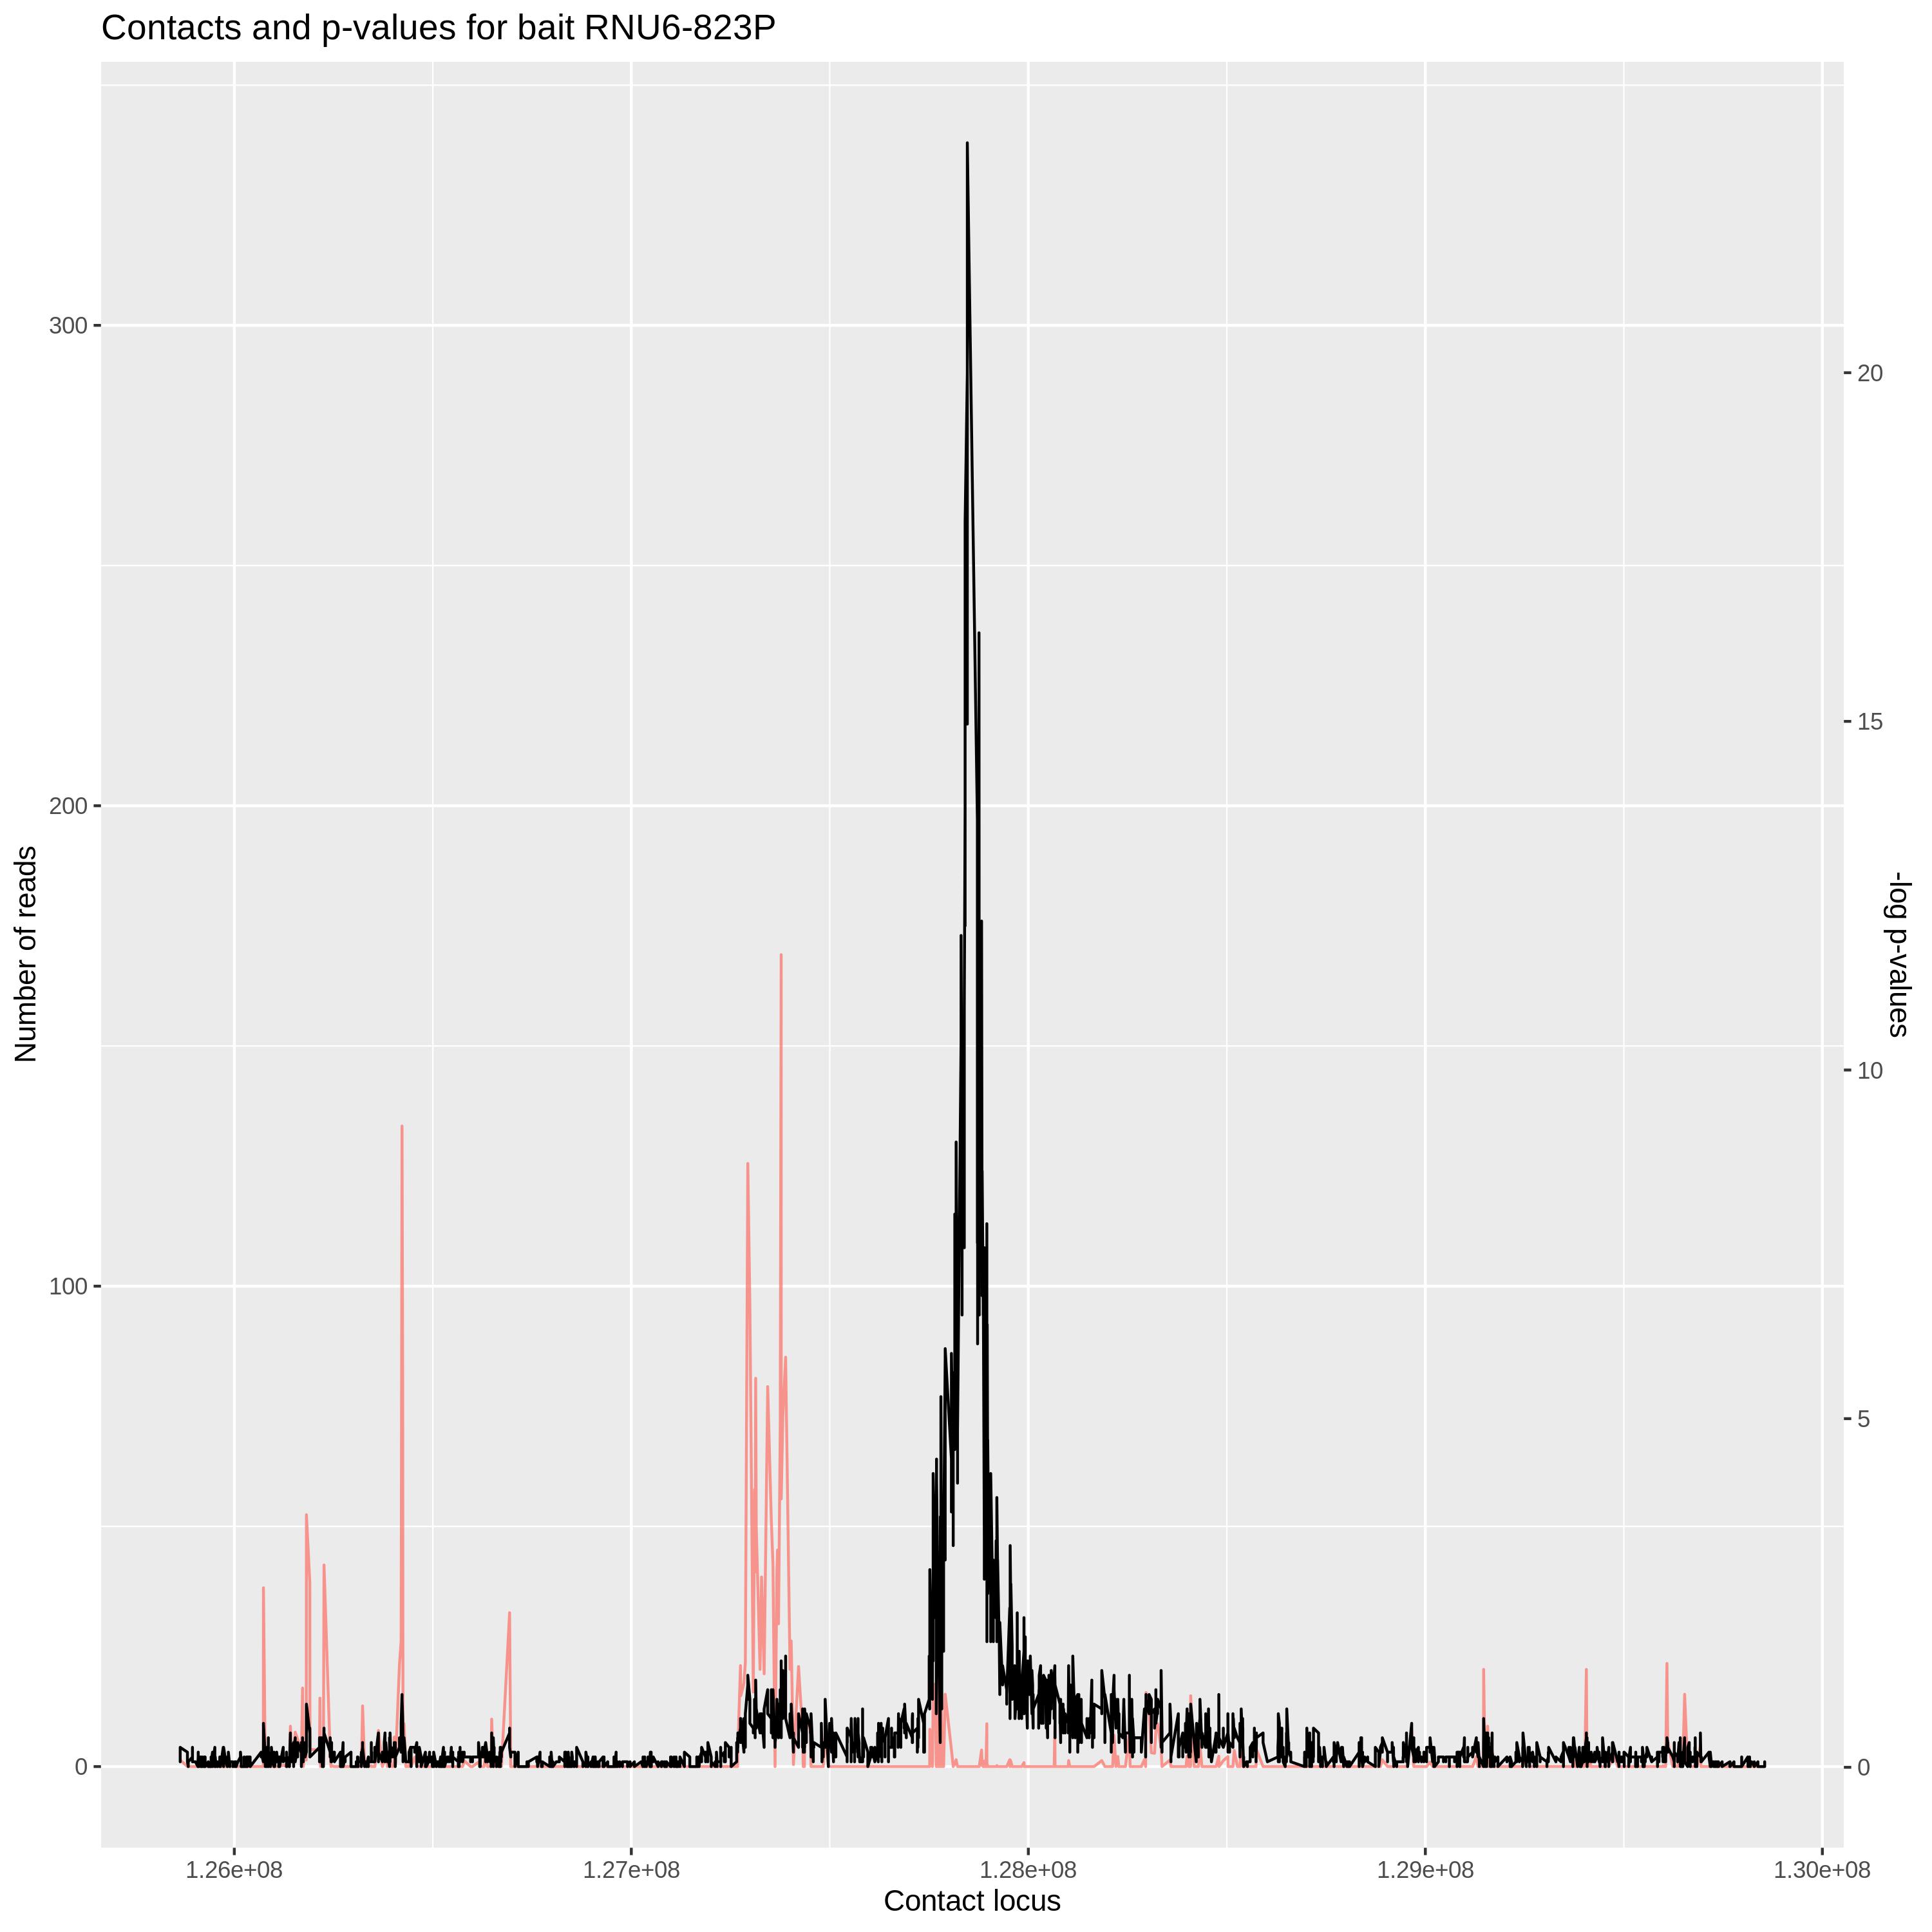 Contacts and p-values for bait RNU6-823P
300
200
100
0
Number of reads
20
15
10
5
0
-log p-values
1.26e+08 1.27e+08 1.28e+08 1.29e+08 1.30e+08
Contact locus